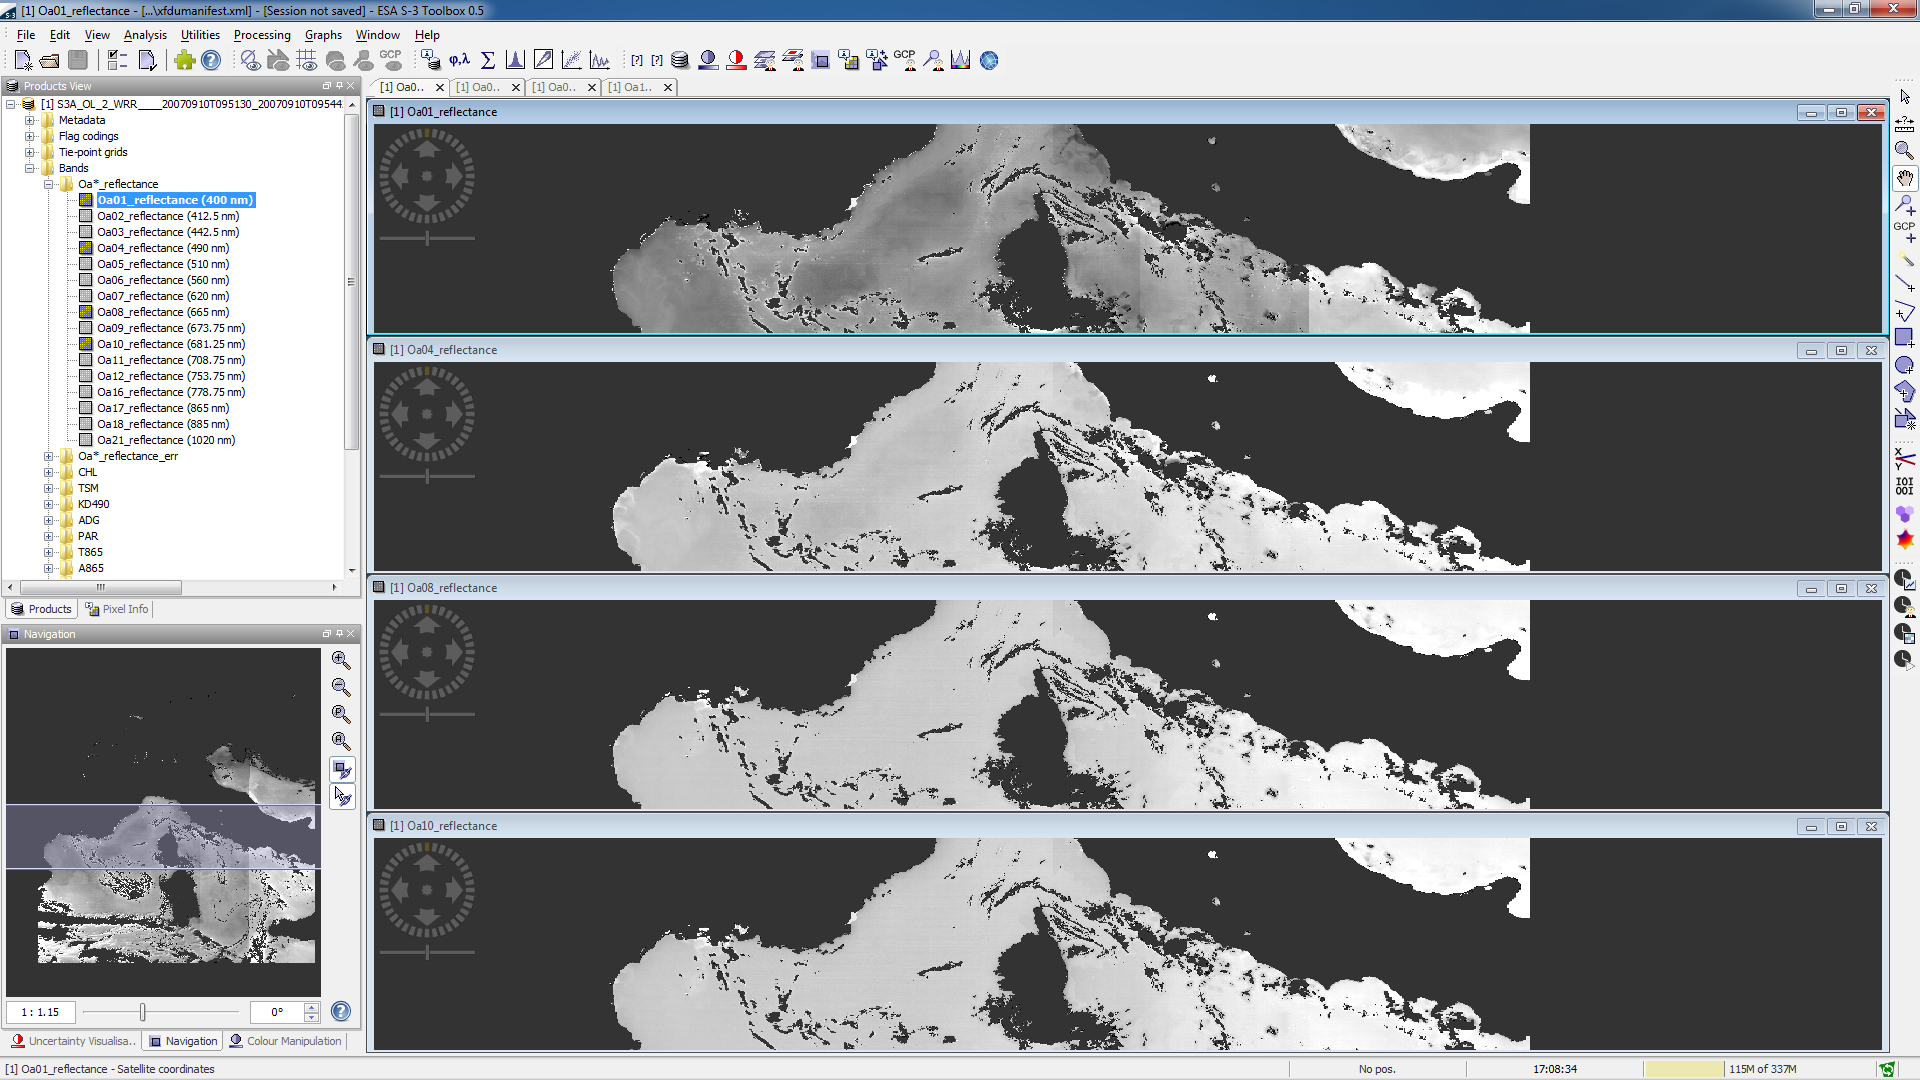 [1] Oa01_reflectance - [...\xfdumanifest.xml] - [Session not saved] - ESA S-3 Toolbox 0.5
File Edit View Analysis Utilities Processing Graphs Window Help
GCP φ,λ Σ [?] [?] GCP
Products View
[1] Oa0.. [1] Oa0.. [1] Oa0.. [1] Oa1..
[1] S3A_OL_2_WRR____20070910T095130_20070910T09544
Metadata
Flag codings
Tie-point grids
Bands
Oa*_reflectance
Oa01_reflectance (400 nm)
Oa02_reflectance (412.5 nm)
Oa03_reflectance (442.5 nm)
Oa04_reflectance (490 nm)
Oa05_reflectance (510 nm)
Oa06_reflectance (560 nm)
Oa07_reflectance (620 nm)
Oa08_reflectance (665 nm)
Oa09_reflectance (673.75 nm)
Oa10_reflectance (681.25 nm)
Oa11_reflectance (708.75 nm)
Oa12_reflectance (753.75 nm)
Oa16_reflectance (778.75 nm)
Oa17_reflectance (865 nm)
Oa18_reflectance (885 nm)
Oa21_reflectance (1020 nm)
Oa*_reflectance_err
CHL
TSM
KD490
ADG
PAR
T865
A865
Products Pixel Info
Navigation
1 : 1.15
0°
Uncertainty Visualisa.. Navigation Colour Manipulation
[1] Oa01_reflectance
[1] Oa04_reflectance
[1] Oa08_reflectance
[1] Oa10_reflectance
GCP
X
Y
IOI
OOI
[1] Oa01_reflectance - Satellite coordinates
No pos.
17:08:34
115M of 337M